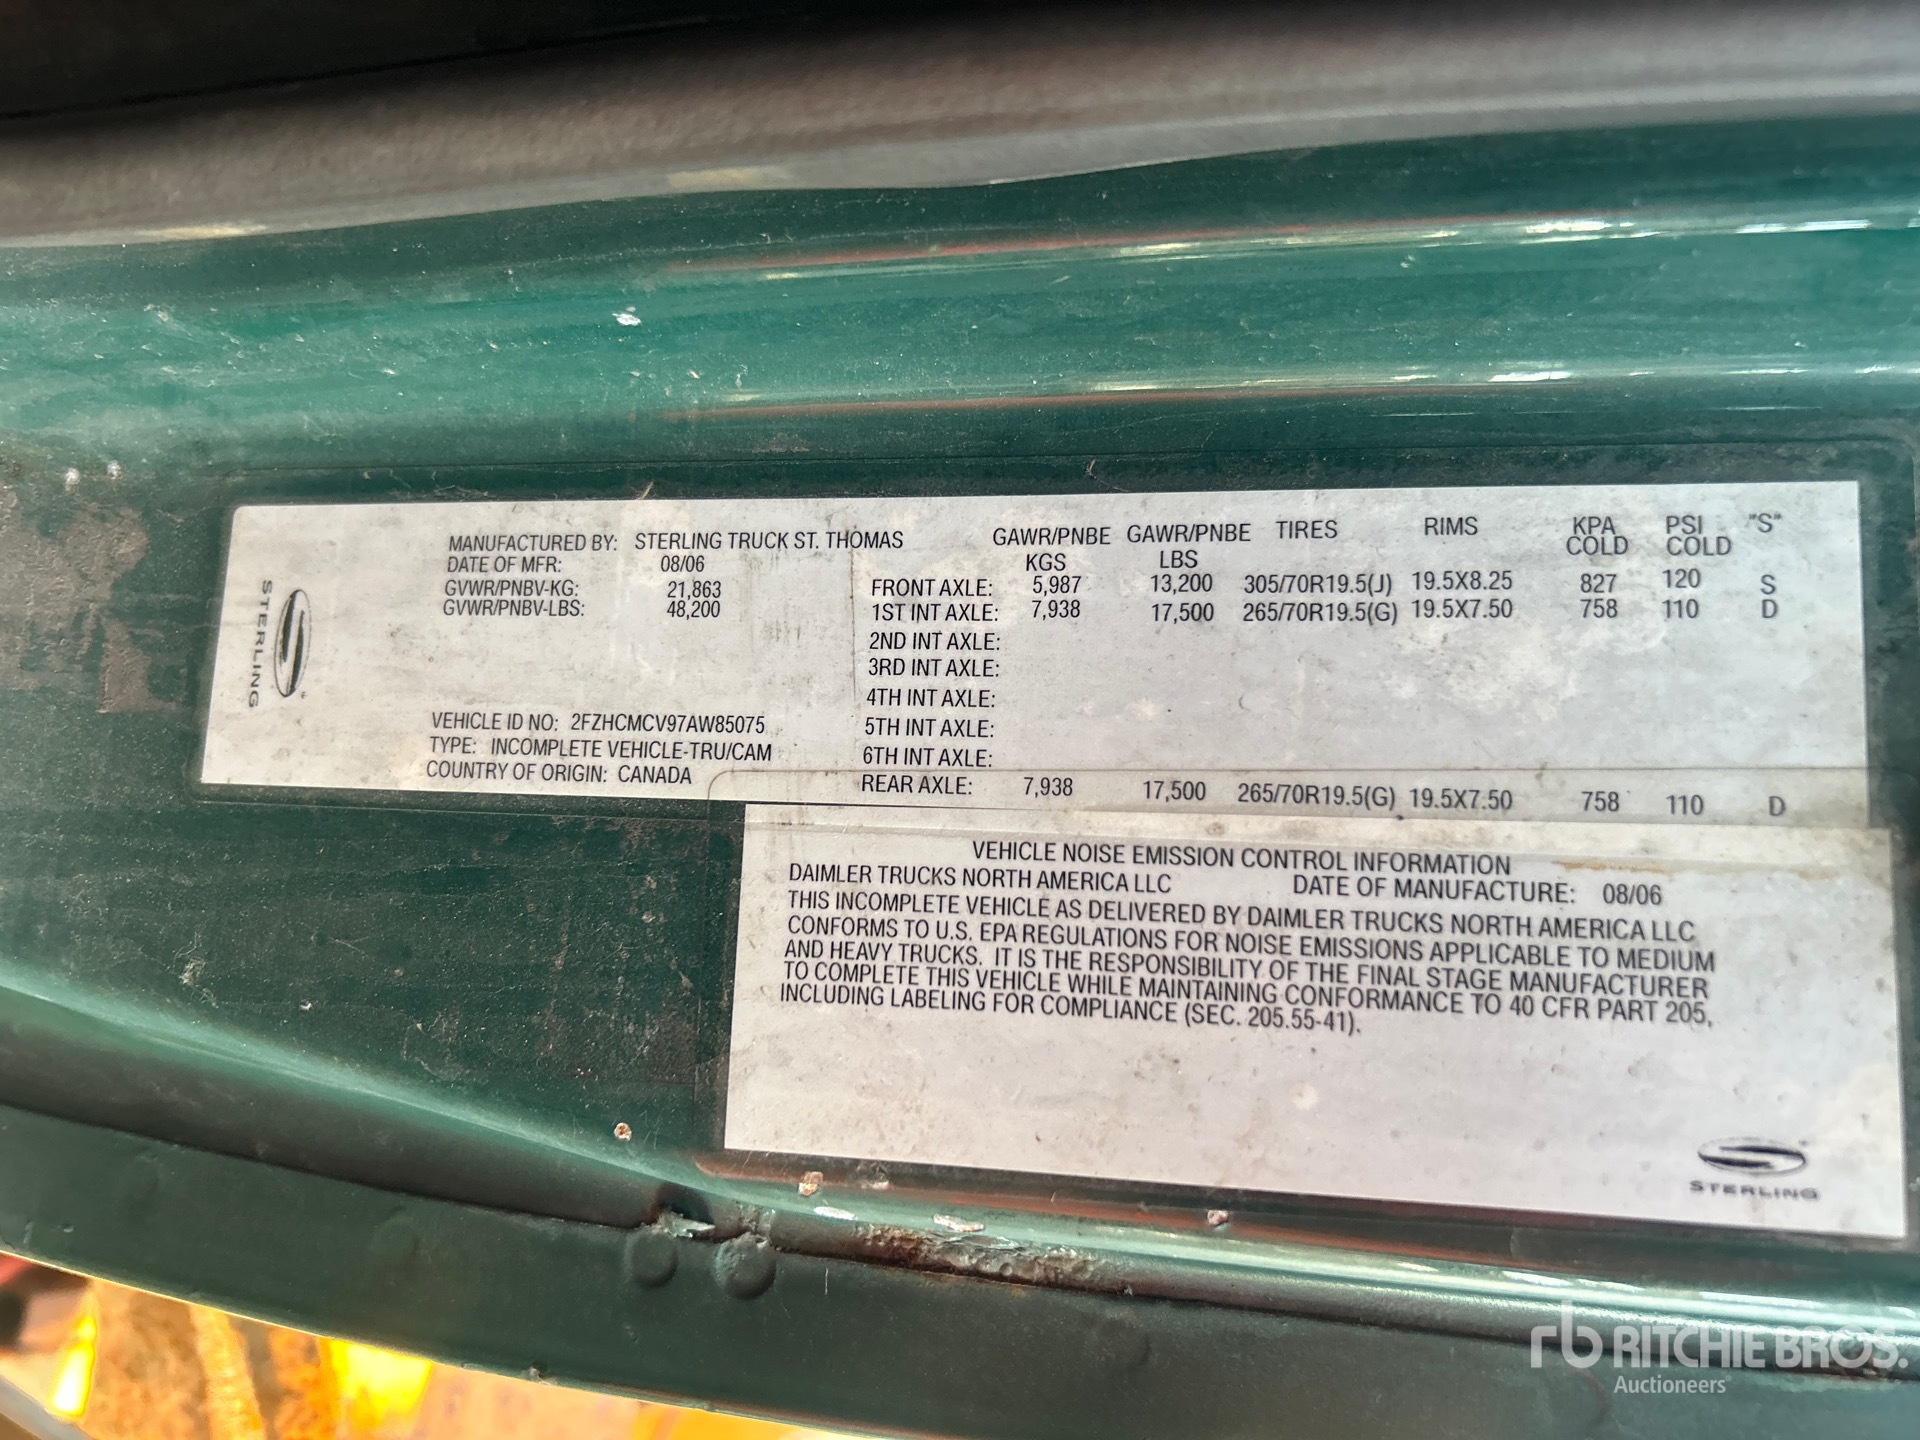 STERLING
MANUFACTURED BY: STERLING TRUCK ST. THOMAS
DATE OF MFR: 08/06
GVWR/PNBV-KG: 21,863
GVWR/PNBV-LBS: 48,200
VEHICLE ID NO: 2FZHCMCV97AW85075
TYPE: INCOMPLETE VEHICLE-TRU/CAM
COUNTRY OF ORIGIN: CANADA
GAWR/PNBE GAWR/PNBE TIRES RIMS KPA PSI "S"
KGS LBS COLD COLD
FRONT AXLE: 5,987 13,200 305/70R19.5(J) 19.5X8.25 827 120 S
1ST INT AXLE: 7,938 17,500 265/70R19.5(G) 19.5X7.50 758 110 D
2ND INT AXLE:
3RD INT AXLE:
4TH INT AXLE:
5TH INT AXLE:
6TH INT AXLE:
REAR AXLE: 7,938 17,500 265/70R19.5(G) 19.5X7.50 758 110 D
VEHICLE NOISE EMISSION CONTROL INFORMATION
DAIMLER TRUCKS NORTH AMERICA LLC DATE OF MANUFACTURE: 08/06
THIS INCOMPLETE VEHICLE AS DELIVERED BY DAIMLER TRUCKS NORTH AMERICA LLC
CONFORMS TO U.S. EPA REGULATIONS FOR NOISE EMISSIONS APPLICABLE TO MEDIUM
AND HEAVY TRUCKS. IT IS THE RESPONSIBILITY OF THE FINAL STAGE MANUFACTURER
TO COMPLETE THIS VEHICLE WHILE MAINTAINING CONFORMANCE TO 40 CFR PART 205,
INCLUDING LABELING FOR COMPLIANCE (SEC. 205.55-41).
STERLING
rb RITCHIE BROS.
Auctioneers